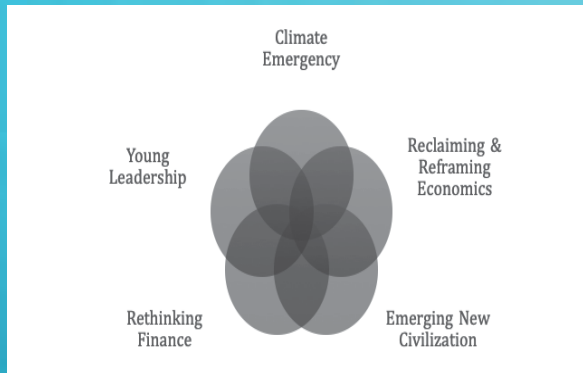 Climate
Emergency
Young
Leadership
Reclaiming &
Reframing
Economics
Rethinking
Finance
Emerging New
Civilization